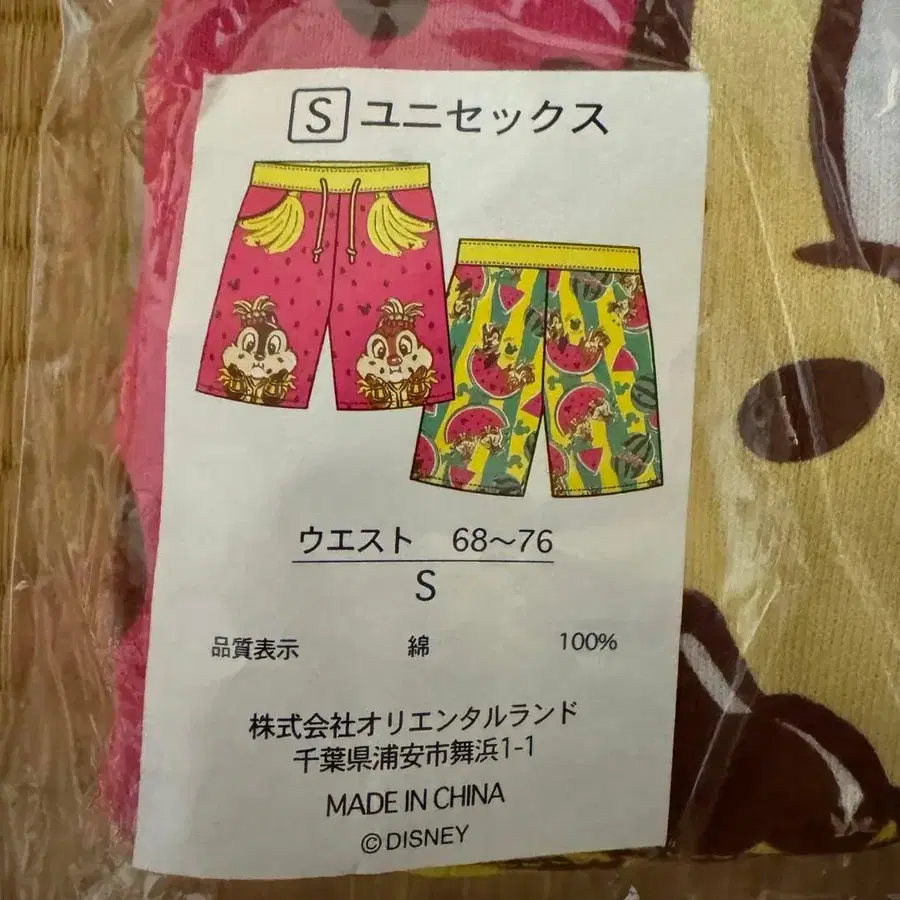 S ユニセックス
ウエスト 68～76
S
品質表示 綿 100%
株式会社オリエンタルランド
千葉県浦安市舞浜1-1
MADE IN CHINA
©DISNEY